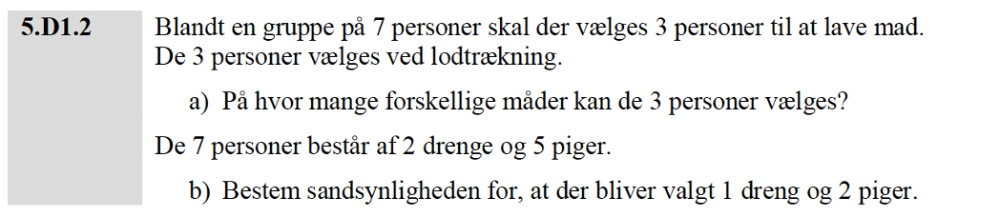 5.D1.2 Blandt en gruppe på 7 personer skal der vælges 3 personer til at lave mad.
De 3 personer vælges ved lodtrækning.
a) På hvor mange forskellige måder kan de 3 personer vælges?
De 7 personer består af 2 drenge og 5 piger.
b) Bestem sandsynligheden for, at der bliver valgt 1 dreng og 2 piger.